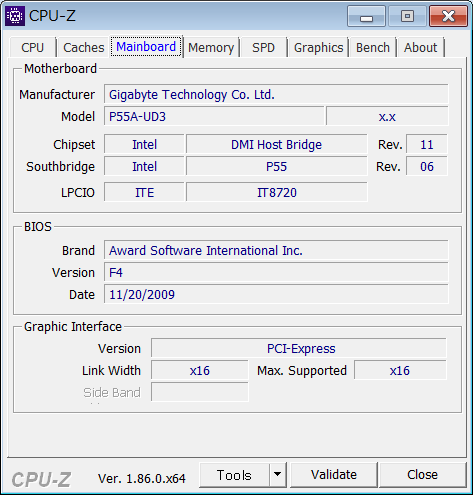 CPU-Z
CPU Caches Mainboard Memory SPD Graphics Bench About
Motherboard
Manufacturer Gigabyte Technology Co. Ltd.
Model P55A-UD3 x.x
Chipset Intel DMI Host Bridge Rev. 11
Southbridge Intel P55 Rev. 06
LPCIO ITE IT8720
BIOS
Brand Award Software International Inc.
Version F4
Date 11/20/2009
Graphic Interface
Version PCI-Express
Link Width x16 Max. Supported x16
Side Band
CPU-Z Ver. 1.86.0.x64 Tools Validate Close